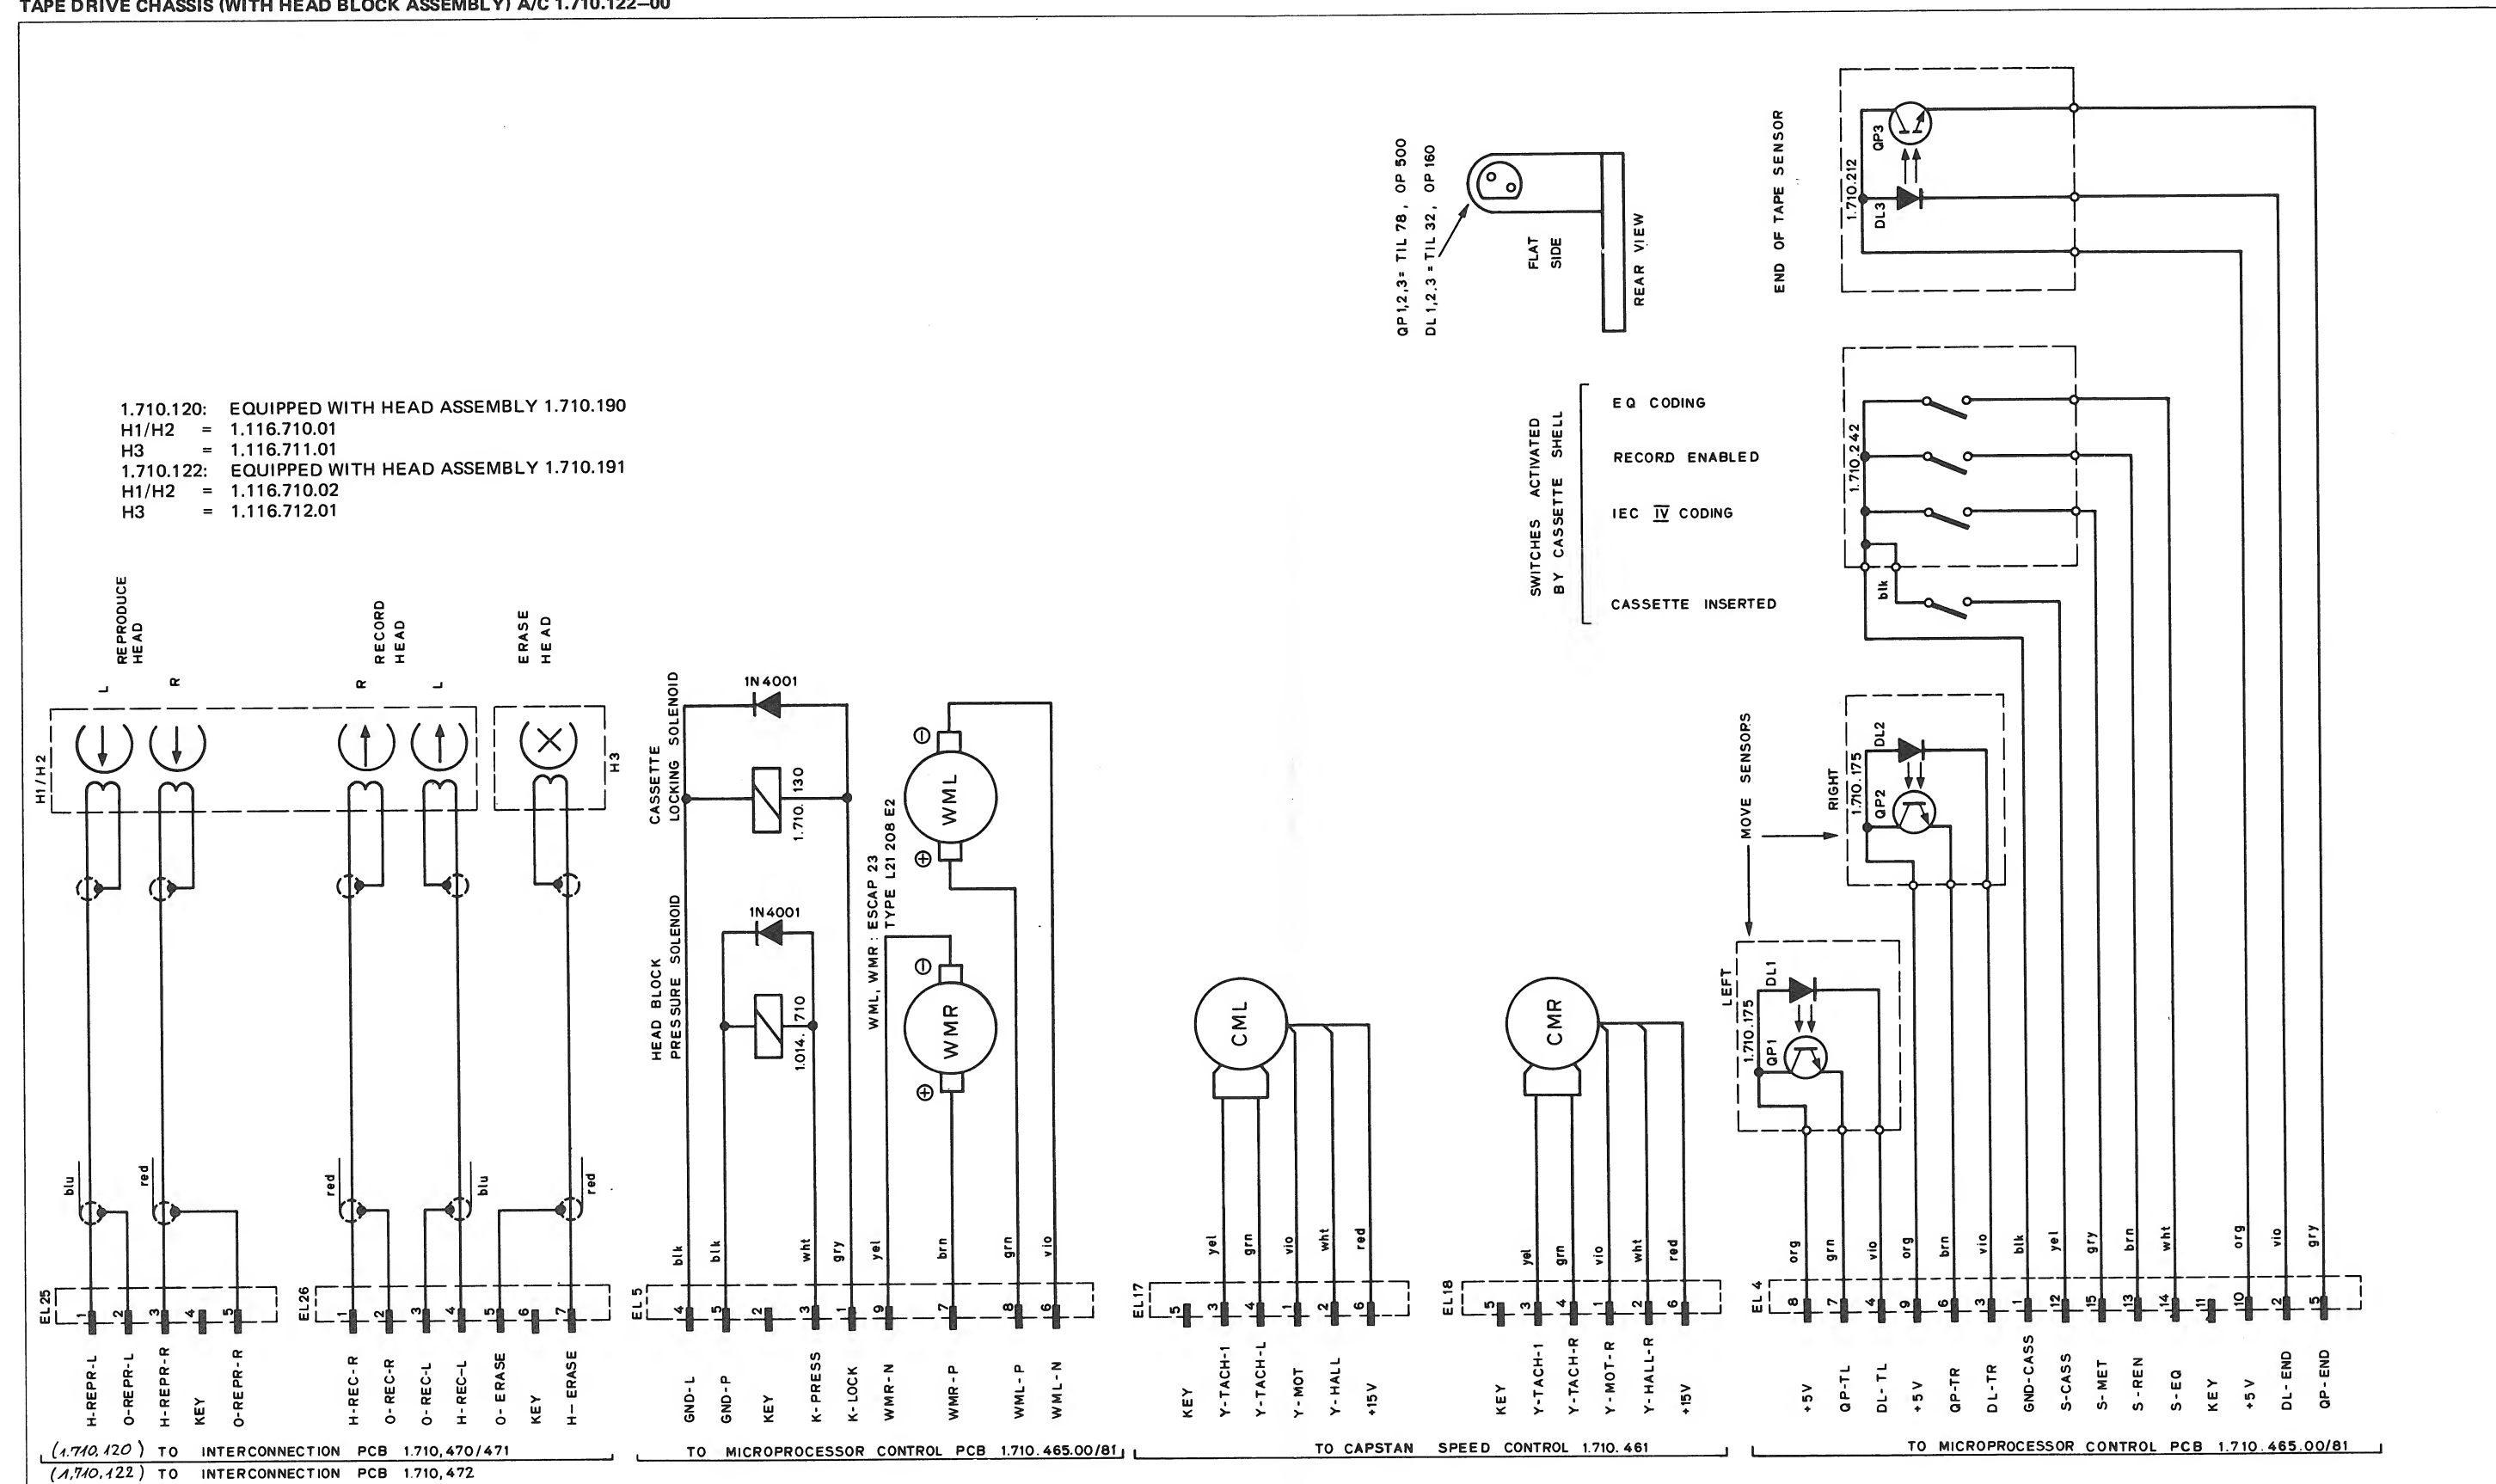 TAPE DRIVE CHASSIS (WITH HEAD BLOCK ASSEMBLY) A/C 1.710.122–00
1.710.120: EQUIPPED WITH HEAD ASSEMBLY 1.710.190
H1/H2 = 1.116.710.01
H3 = 1.116.711.01
1.710.122: EQUIPPED WITH HEAD ASSEMBLY 1.710.191
H1/H2 = 1.116.710.02
H3 = 1.116.712.01
REPRODUCE
HEAD
L
R
RECORD
HEAD
R
L
ERASE
HEAD
H1/H2
H3
blu
red
red
blu
red
EL25
1
2
3
4
5
H-REPR-L
O-REPR-L
H-REPR-R
KEY
O-REPR-R
EL26
1
2
3
4
5
6
7
H-REC-R
O-REC-R
O-REC-L
H-REC-L
O-ERASE
KEY
H-ERASE
(1.710,120) TO INTERCONNECTION PCB 1.710,470/471
(1,710,122) TO INTERCONNECTION PCB 1.710,472
CASSETTE
LOCKING SOLENOID
1N4001
1.710.130
HEAD BLOCK
PRESSURE SOLENOID
1N4001
1.014.710
WML, WMR : ESCAP 23
TYPE L21 208 E2
WML
WMR
blk
blk
wht
gry
yel
brn
grn
vio
EL5
4
5
2
3
1
9
7
8
6
GND-L
GND-P
KEY
K-PRESS
K-LOCK
WMR-N
WMR-P
WML-P
WML-N
TO MICROPROCESSOR CONTROL PCB 1.710.465.00/81
CML
yel
grn
vio
wht
red
EL17
5
3
4
1
2
6
KEY
Y-TACH-1
Y-TACH-L
Y-MOT
Y-HALL
+15V
CMR
yel
grn
vio
wht
red
EL18
5
3
4
1
2
6
KEY
Y-TACH-1
Y-TACH-R
Y-MOT-R
Y-HALL-R
+15V
TO CAPSTAN SPEED CONTROL 1.710.461
QP1,2,3 = TIL 78, OP 500
DL1,2,3 = TIL 32, OP 160
FLAT
SIDE
REAR VIEW
END OF TAPE SENSOR
1.710.212
QP3
DL3
SWITCHES ACTIVATED
BY CASSETTE SHELL
EQ CODING
RECORD ENABLED
IEC IV CODING
CASSETTE INSERTED
1.710.242
blk
MOVE SENSORS
RIGHT
1.710.175
DL2
QP2
LEFT
1.710.175
DL1
QP1
org
grn
vio
org
brn
vio
blk
yel
gry
brn
wht
org
vio
gry
EL4
8
7
4
9
6
3
1
12
15
13
14
11
10
2
5
+5V
QP-TL
DL-TL
+5V
QP-TR
DL-TR
GND-CASS
S-CASS
S-MET
S-REN
S-EQ
KEY
+5V
DL-END
QP-END
TO MICROPROCESSOR CONTROL PCB 1.710.465.00/81